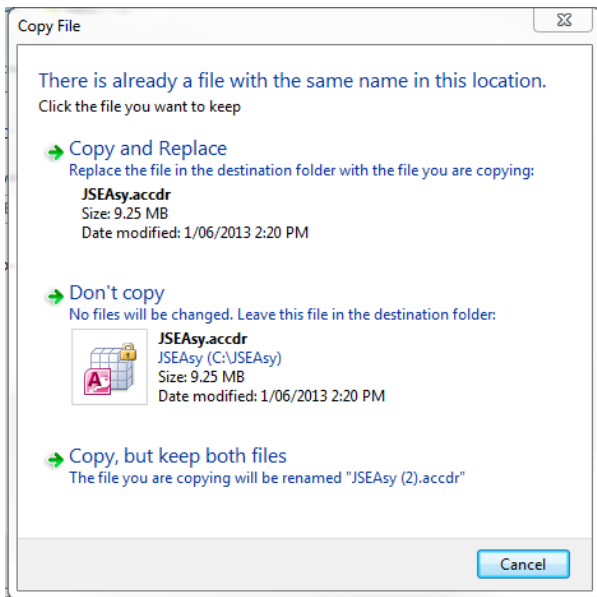 Copy File
There is already a file with the same name in this location.
Click the file you want to keep
Copy and Replace
Replace the file in the destination folder with the file you are copying:
JSEAsy.accdr
Size: 9.25 MB
Date modified: 1/06/2013 2:20 PM
Don't copy
No files will be changed. Leave this file in the destination folder:
JSEAsy.accdr
JSEAsy (C:\JSEAsy)
Size: 9.25 MB
Date modified: 1/06/2013 2:20 PM
Copy, but keep both files
The file you are copying will be renamed "JSEAsy (2).accdr"
Cancel